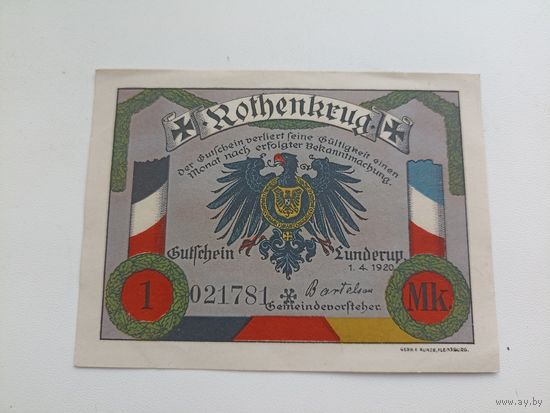 Rothenkrug
Der Gutschein verliert seine Gültigkeit einen
Monat nach erfolgter Bekanntmachung.
Gutschein Lunderup
1. 4. 1920
1 021781 Bartelsen Mk.
Gemeindevorsteher
www.ay.by